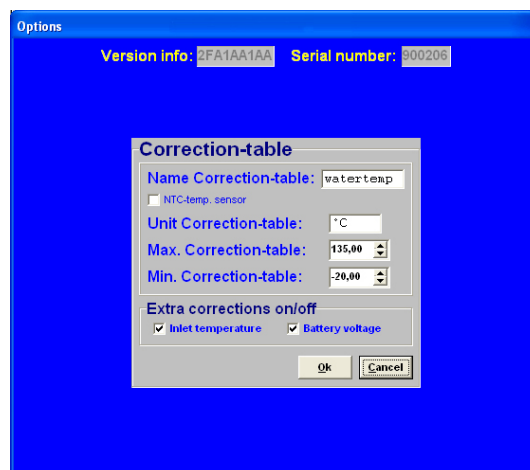 Options
Version info: 2FA1AA1AA Serial number: 900206
Correction-table
Name Correction-table: watertemp
NTC-temp. sensor
Unit Correction-table: °C
Max. Correction-table: 135,00
Min. Correction-table: -20,00
Extra corrections on/off
Inlet temperature Battery voltage
Ok Cancel